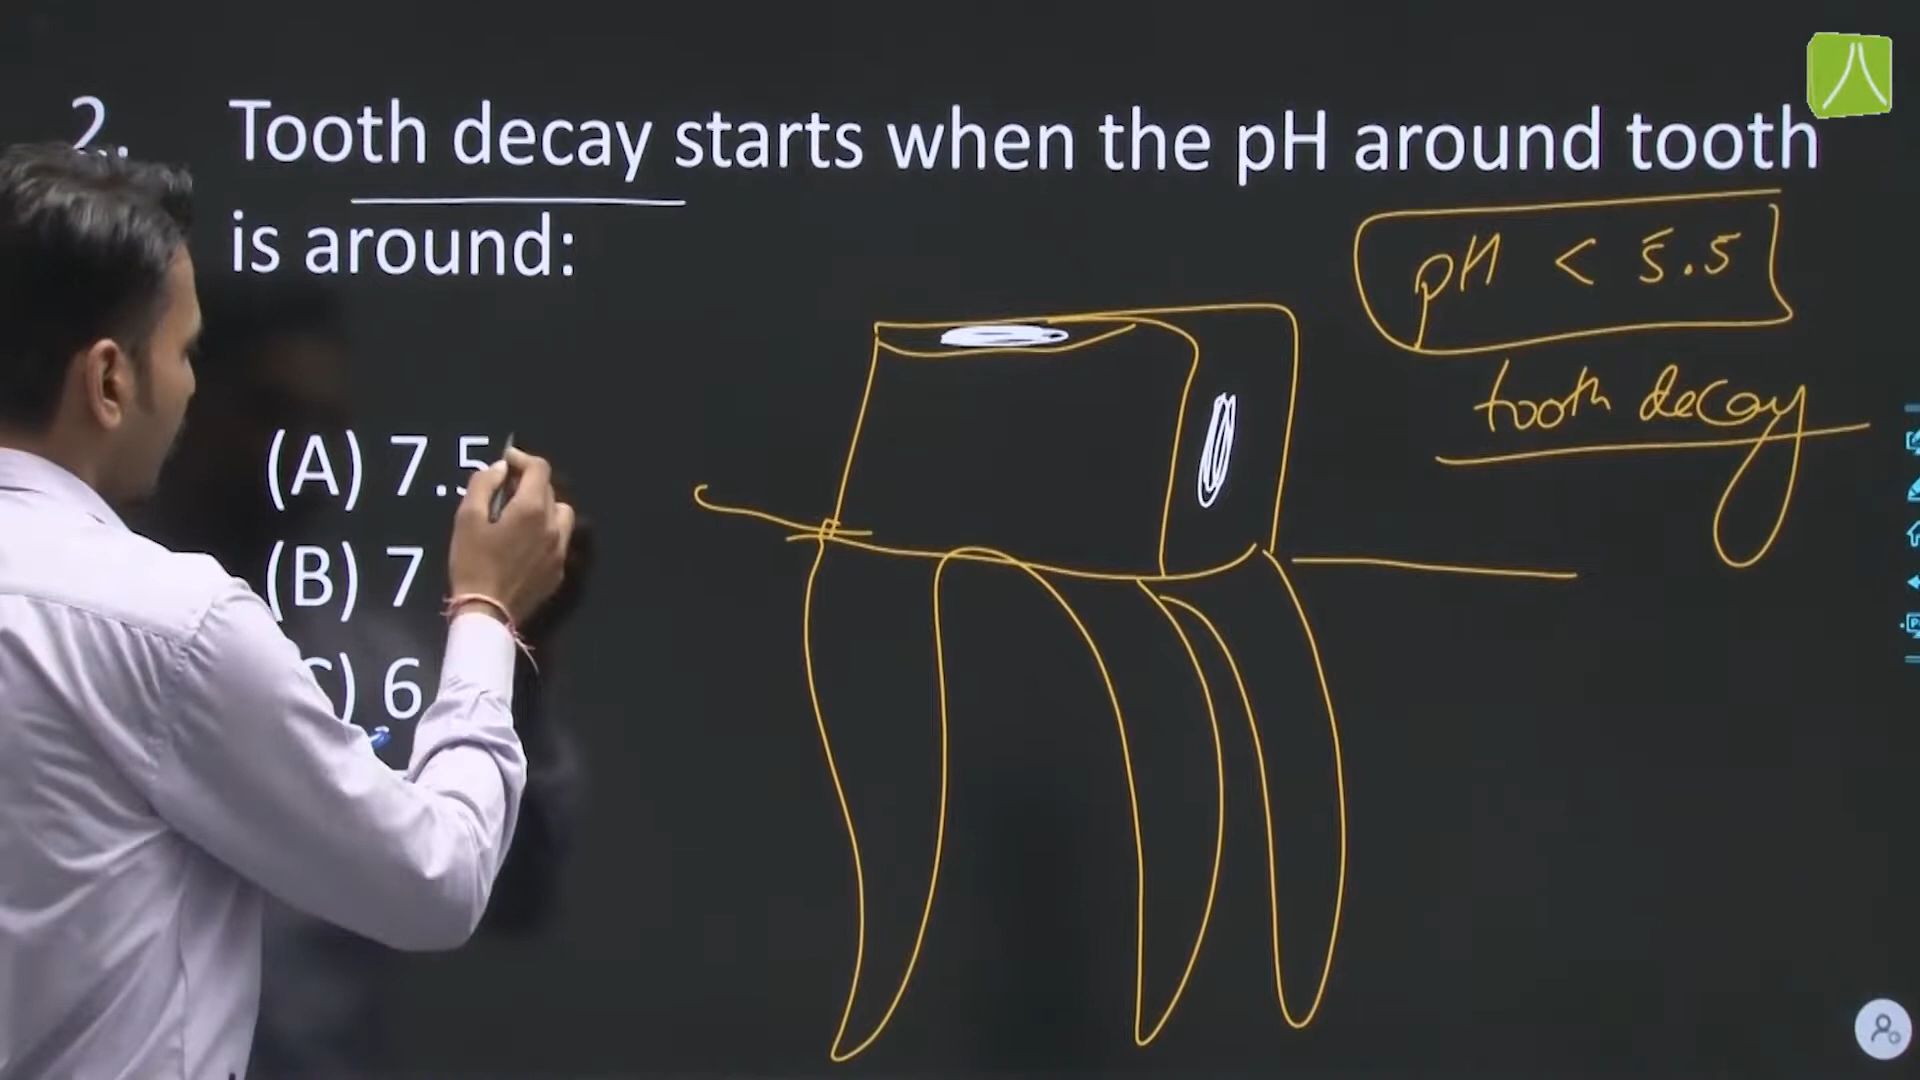 2. Tooth decay starts when the pH around tooth
is around:
pH < 5.5
tooth decay
(A) 7.5
(B) 7
C) 6